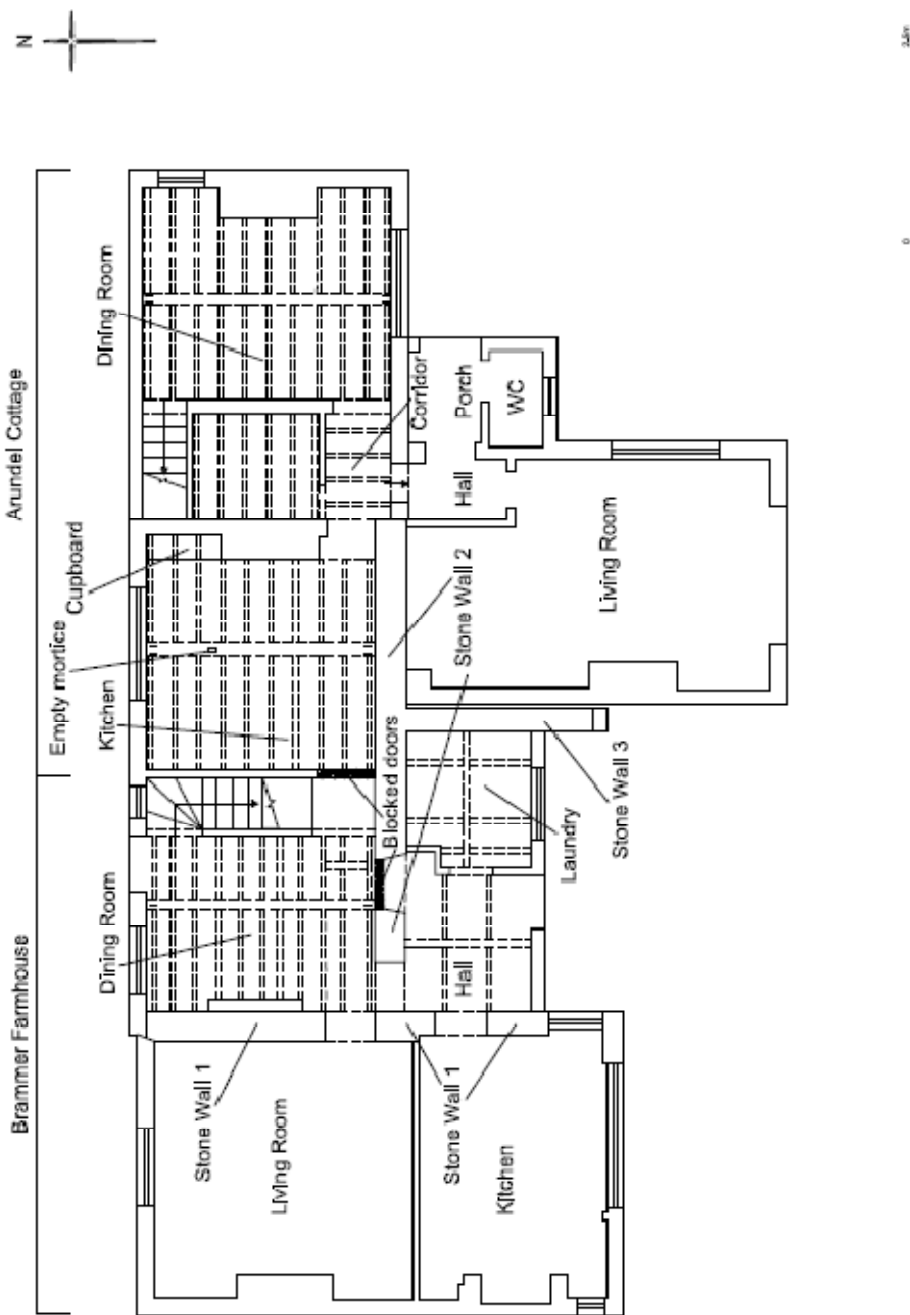 Brammer Farmhouse
Arundel Cottage
N
Empty mortice
Cupboard
Dining Room
Kitchen
Dining Room
Stone Wall 1
Living Room
Blocked doors
Corridor
Stone Wall 1
Hall
Stone Wall 2
Hall
Porch
Kitchen
WC
Laundry
Stone Wall 3
Living Room
0